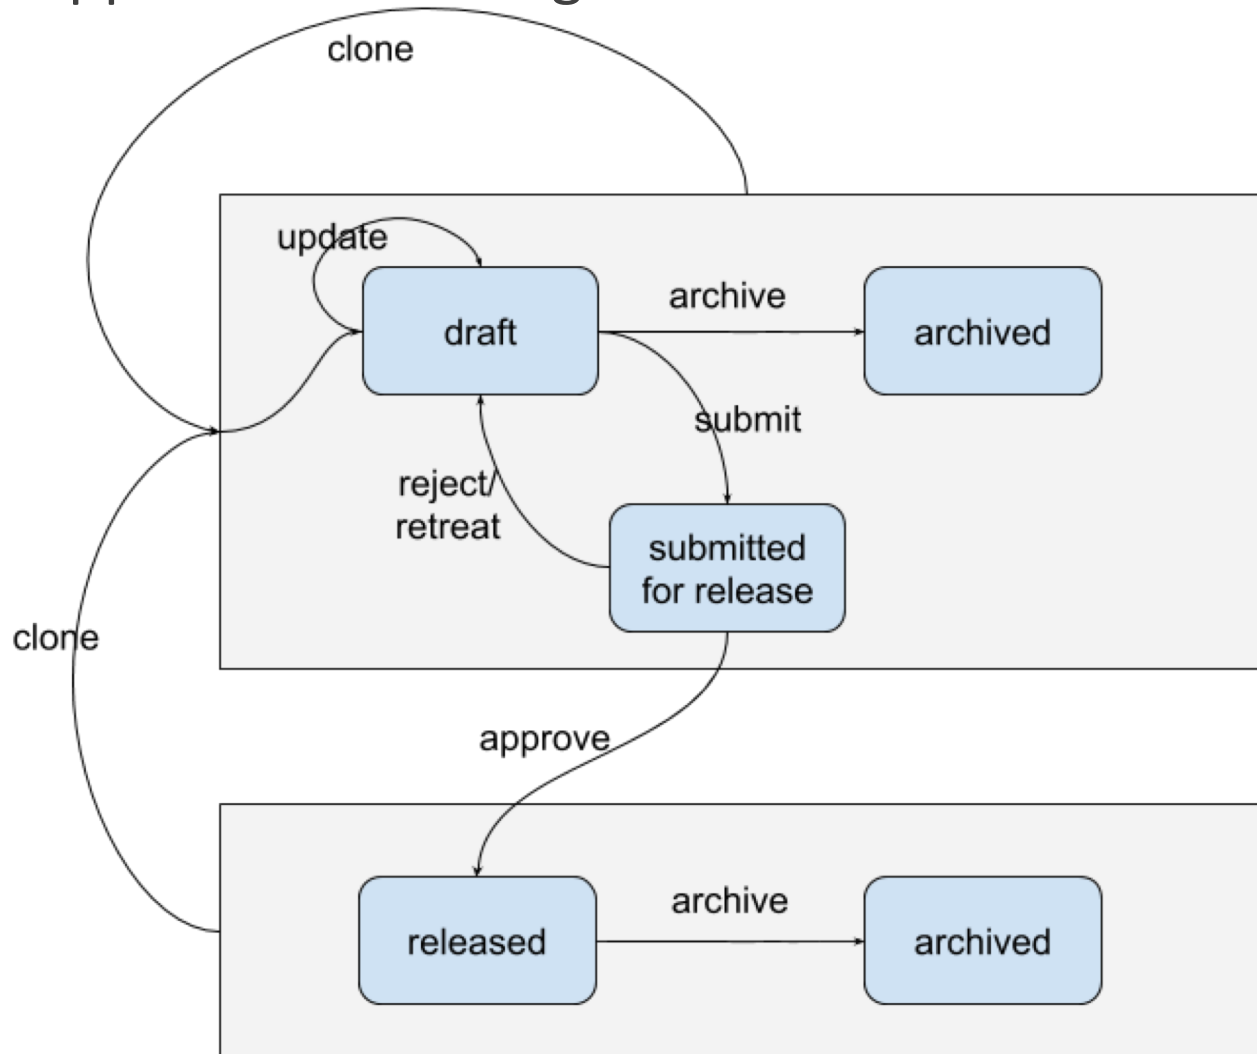 clone
update
archive
draft
archived
submit
reject/
retreat
submitted
for release
clone
approve
archive
released
archived